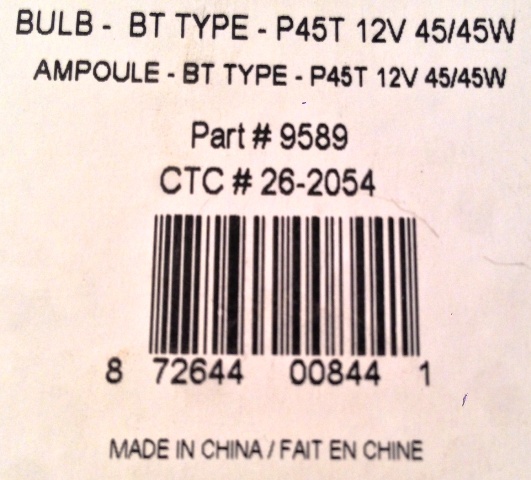 BULB - BT TYPE - P45T 12V 45/45W
AMPOULE - BT TYPE - P45T 12V 45/45W
Part # 9589
CTC # 26-2054
8 72644 00844 1
MADE IN CHINA / FAIT EN CHINE